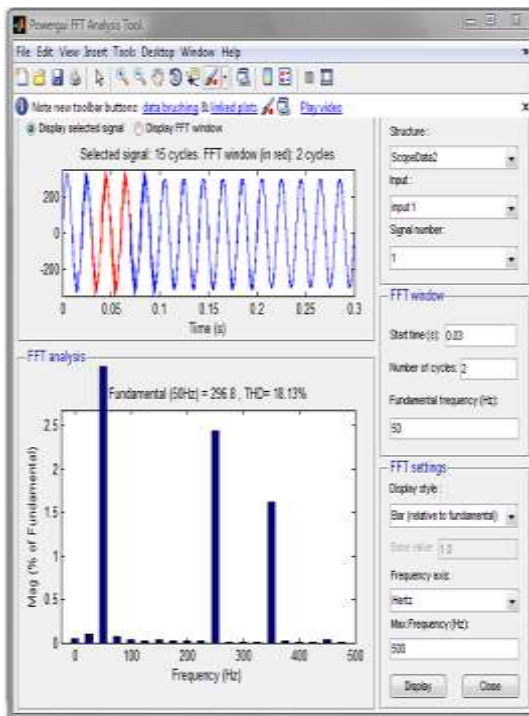 Powergui FFT Analysis Tool.
File Edit View Insert Tools Desktop Window Help
Note new toolbar buttons: data brushing & linked plots Play video
Display selected signal Display FFT window
Selected signal: 15 cycles. FFT window (in red): 2 cycles
200
0
-200
0 0.05 0.1 0.15 0.2 0.25 0.3
Time (s)
FFT analysis
Fundamental (50Hz) = 296.8 , THD= 18.13%
Mag (% of Fundamental)
2.5
2
1.5
1
0.5
0
0 100 200 300 400 500
Frequency (Hz)
Structure :
ScopeData2
Input :
input 1
Signal number:
1
FFT window
Start time (s): 0.03
Number of cycles: 2
Fundamental frequency (Hz):
50
FFT settings
Display style :
Bar (relative to fundamental)
Base value: 1.0
Frequency axis:
Hertz
Max Frequency (Hz):
500
Display Close